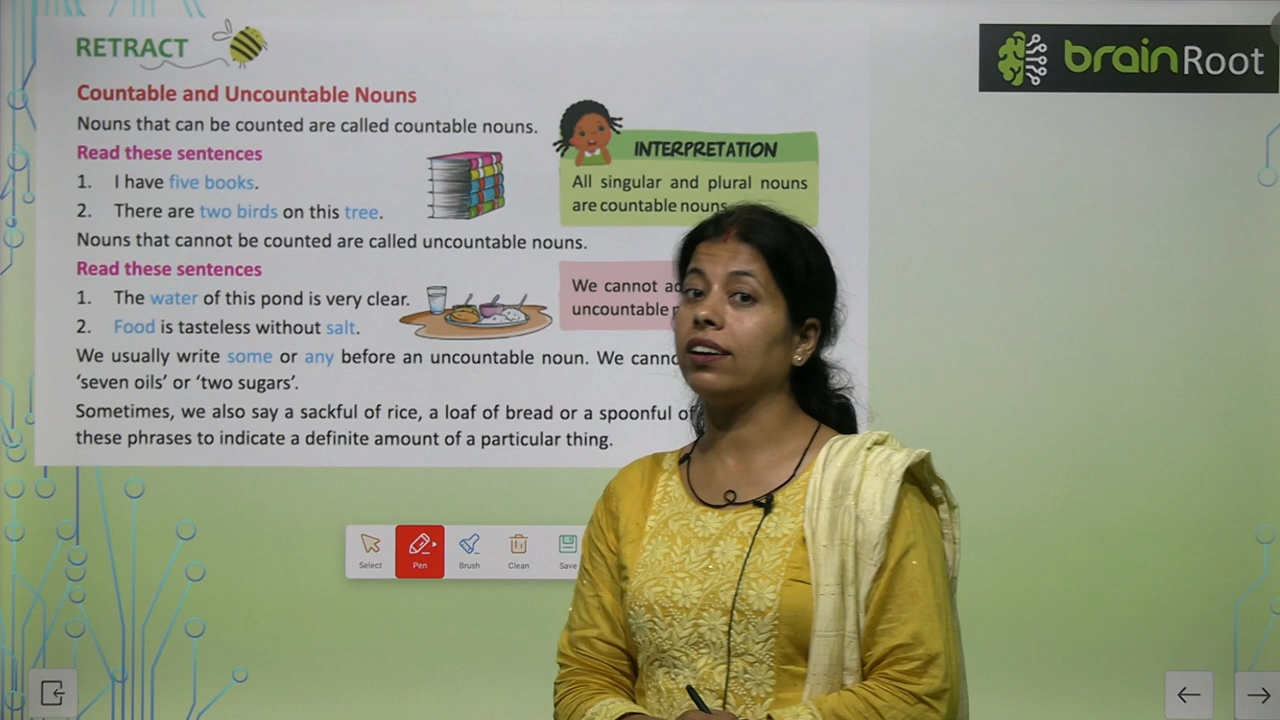 RETRACT
brainRoot
Countable and Uncountable Nouns
Nouns that can be counted are called countable nouns.
Read these sentences
1. I have five books.
2. There are two birds on this tree.
INTERPRETATION
All singular and plural nouns
are countable nouns
Nouns that cannot be counted are called uncountable nouns.
Read these sentences
1. The water of this pond is very clear.
2. Food is tasteless without salt.
We cannot
uncountable
We usually write some or any before an uncountable noun. We
'seven oils' or 'two sugars'.
Sometimes, we also say a sackful of rice, a loaf of bread or a spoonful of
these phrases to indicate a definite amount of a particular thing.
Select Pen Brush Clean Save